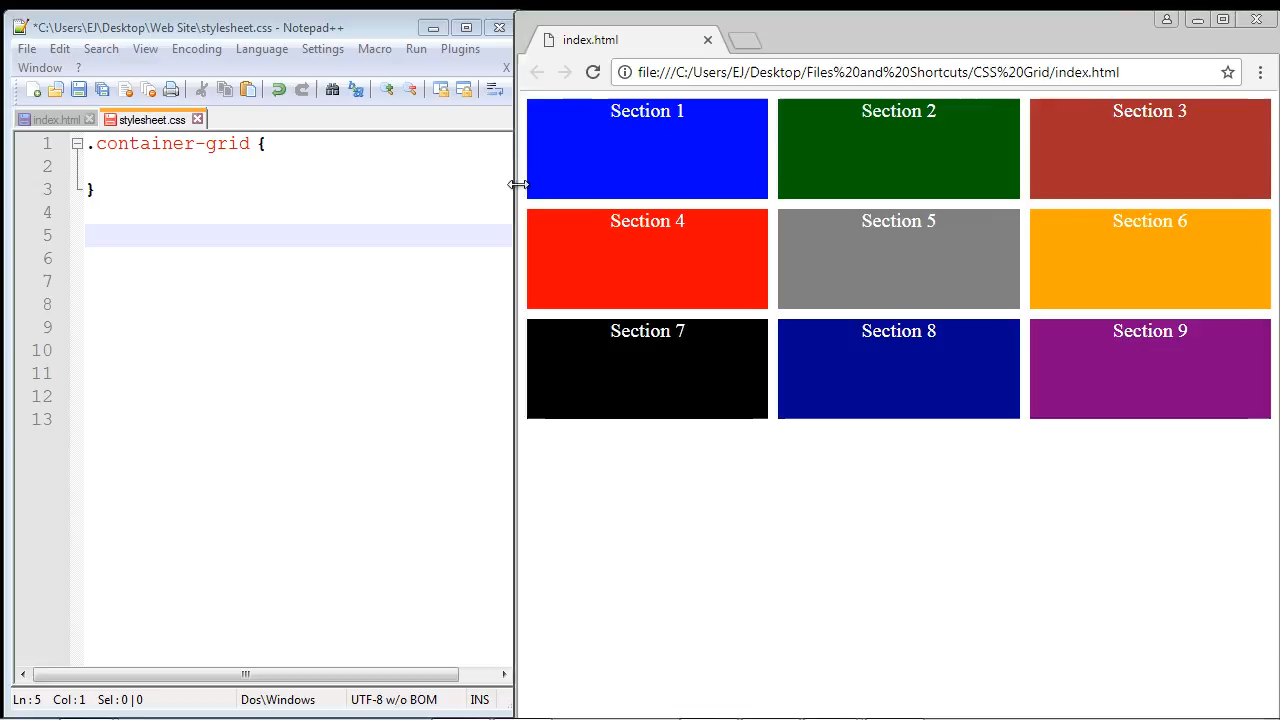 *C:\Users\EJ\Desktop\Web Site\stylesheet.css - Notepad++
File Edit Search View Encoding Language Settings Macro Run Plugins
Window ? X
index.html stylesheet.css
1 .container-grid {
2
3 }
4
5
6
7
8
9
10
11
12
13
Ln:5 Col:1 Sel:0|0 Dos\Windows UTF-8 w/o BOM INS
index.html
file:///C:/Users/EJ/Desktop/Files%20and%20Shortcuts/CSS%20Grid/index.html
Section 1 Section 2 Section 3
Section 4 Section 5 Section 6
Section 7 Section 8 Section 9